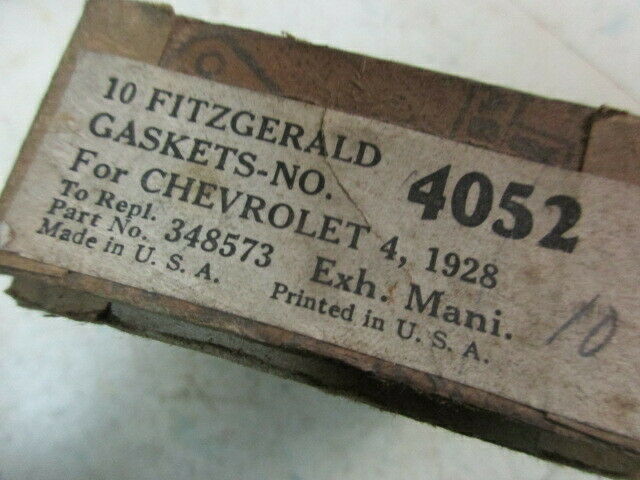 10 FITZGERALD
GASKETS-NO. 4052
For CHEVROLET 4, 1928
To Repl.
Part No. 348573 Exh. Mani.
Made in U. S. A. Printed in U. S. A.
10